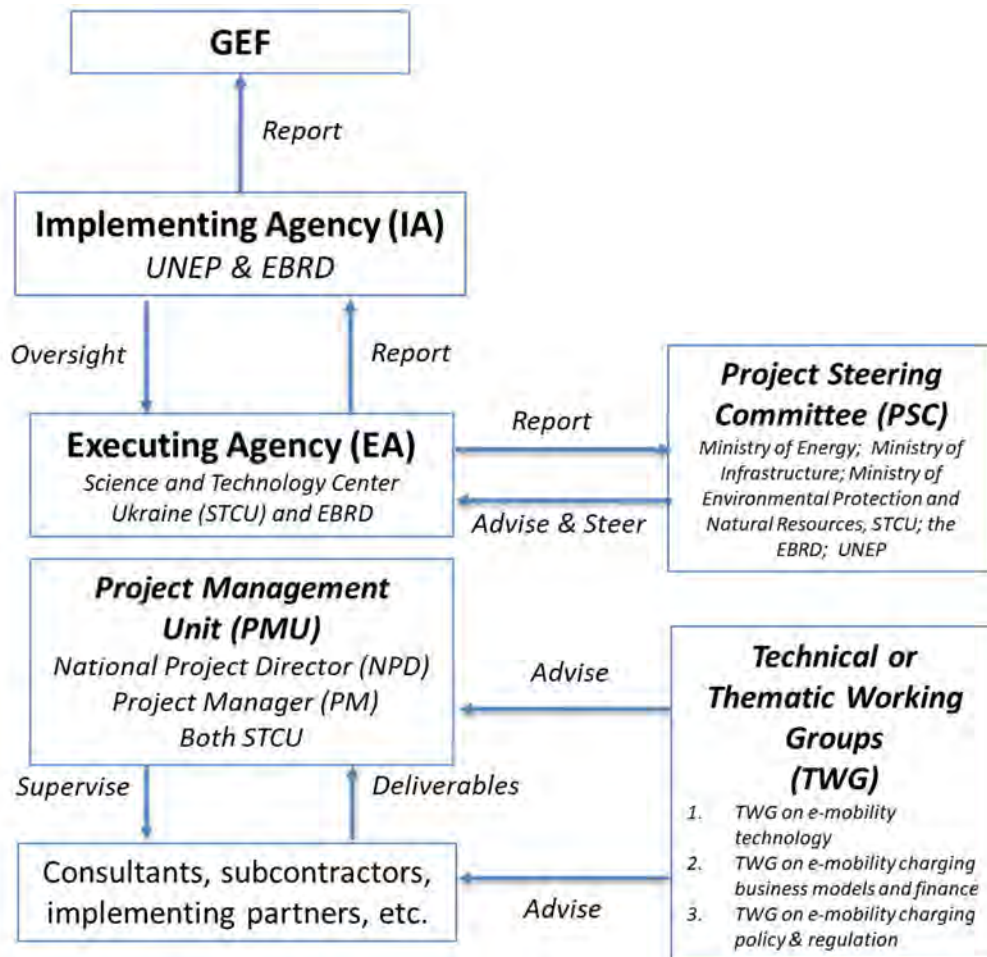 GEF
Report
Implementing Agency (IA)
UNEP & EBRD
Oversight
Report
Executing Agency (EA)
Science and Technology Center
Ukraine (STCU) and EBRD
Report
Advise & Steer
Project Steering
Committee (PSC)
Ministry of Energy; Ministry of
Infrastructure; Ministry of
Environmental Protection and
Natural Resources, STCU; the
EBRD; UNEP
Project Management
Unit (PMU)
National Project Director (NPD)
Project Manager (PM)
Both STCU
Advise
Technical or
Thematic Working
Groups
(TWG)
1. TWG on e-mobility
technology
2. TWG on e-mobility charging
business models and finance
3. TWG on e-mobility charging
policy & regulation
Supervise
Deliverables
Consultants, subcontractors,
implementing partners, etc.
Advise